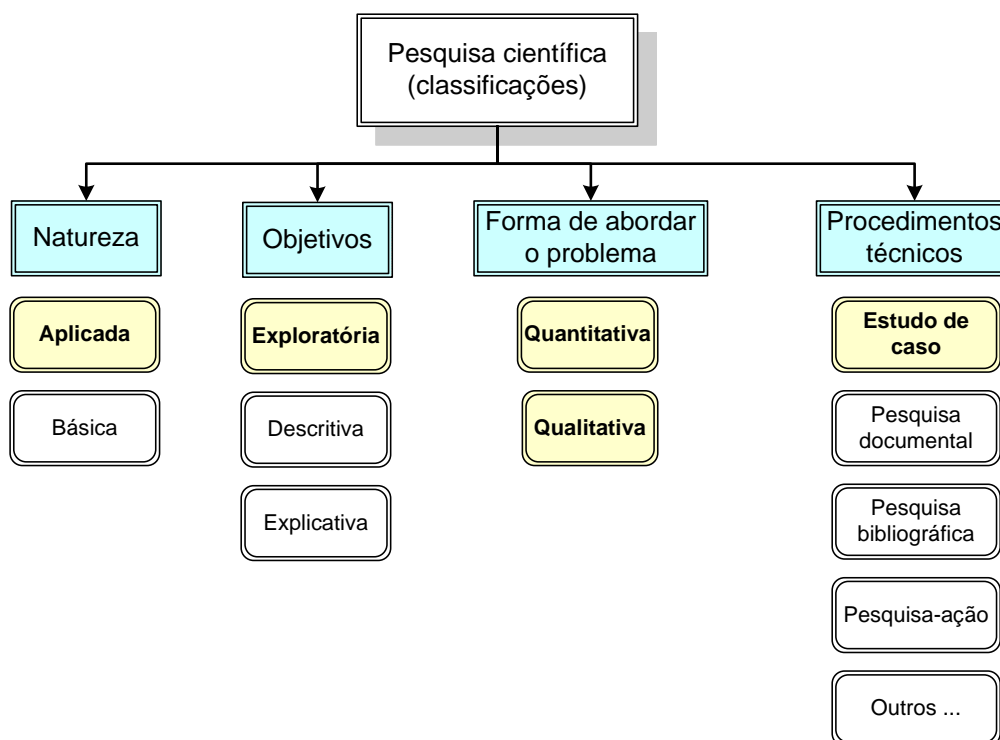 Pesquisa científica
(classificações)
Natureza
Objetivos
Forma de abordar
o problema
Procedimentos
técnicos
Aplicada
Exploratória
Quantitativa
Estudo de
caso
Básica
Descritiva
Qualitativa
Pesquisa
documental
Explicativa
Pesquisa
bibliográfica
Pesquisa-ação
Outros ...